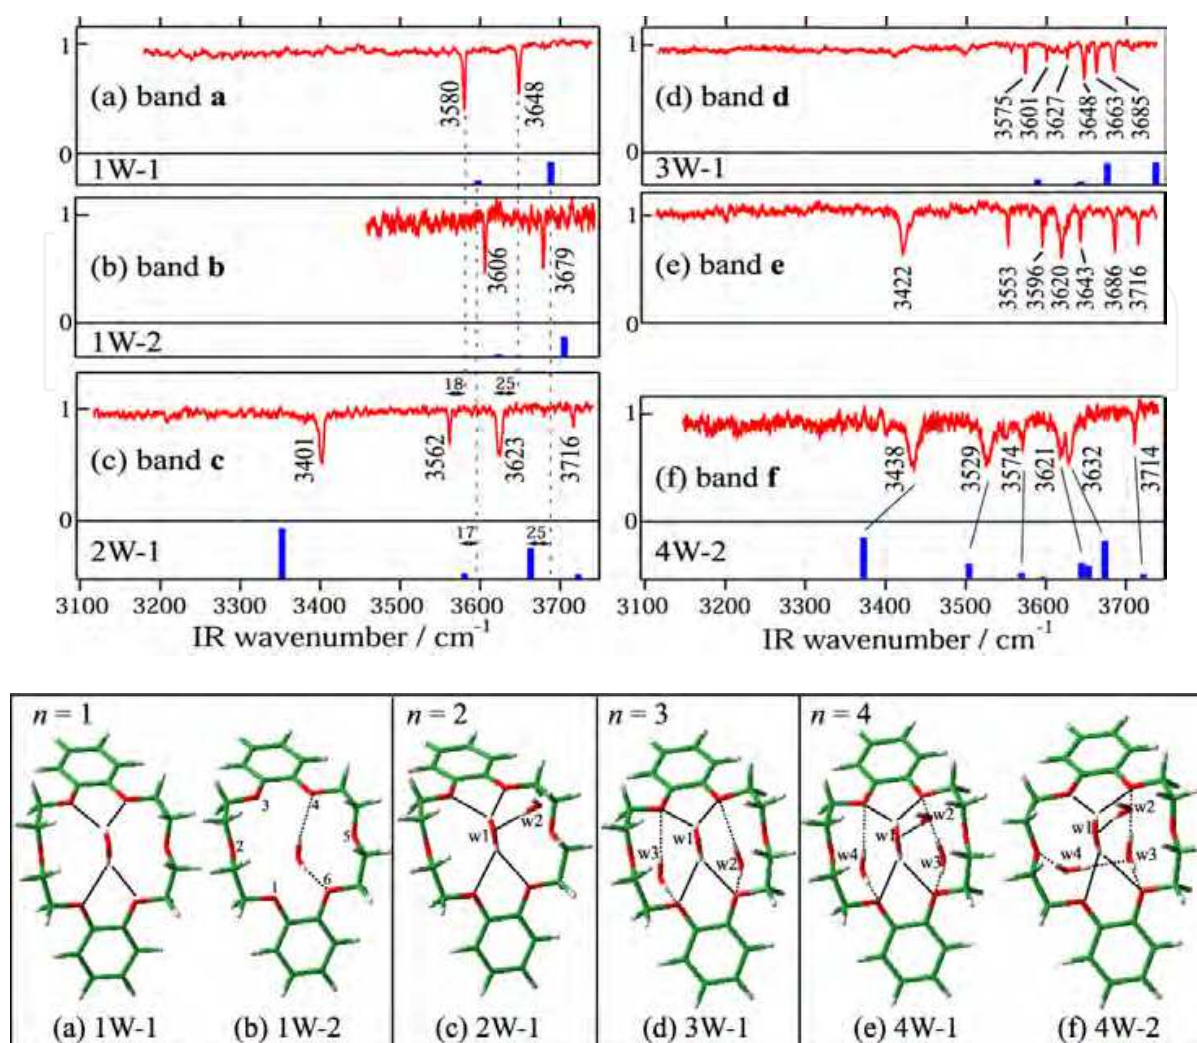 1
(a) band a
3580
3648
0
1W-1
1
(b) band b
3606
3679
0
1W-2
18
25
1
(c) band c
3401
3562
3623
3716
0
17
25
2W-1
3100 3200 3300 3400 3500 3600 3700
IR wavenumber / cm-1
1
(d) band d
3575
3601
3627
3648
3663
3685
0
3W-1
1
(e) band e
3422
3553
3596
3620
3643
3686
3716
0
1
(f) band f
3438
3529
3574
3621
3632
3714
0
4W-2
3100 3200 3300 3400 3500 3600 3700
IR wavenumber / cm-1
n = 1
3
4
2
5
1
6
(a) 1W-1
(b) 1W-2
n = 2
w1
w2
(c) 2W-1
n = 3
w1
w3
w2
(d) 3W-1
n = 4
w1
w2
w4
w3
(e) 4W-1
w2
w1
w4
w3
(f) 4W-2